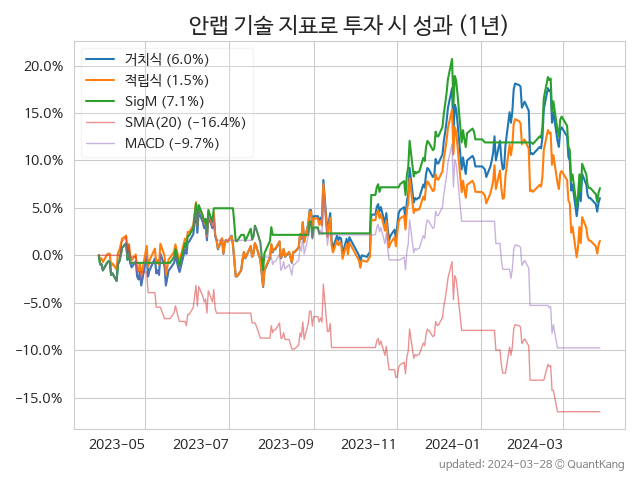 안랩 기술 지표로 투자 시 성과 (1년)
거치식 (6.0%)
적립식 (1.5%)
SigM (7.1%)
SMA(20) (−16.4%)
MACD (−9.7%)
20.0%
15.0%
10.0%
5.0%
0.0%
−5.0%
−10.0%
−15.0%
2023-05 2023-07 2023-09 2023-11 2024-01 2024-03
updated: 2024-03-28 © QuantKang